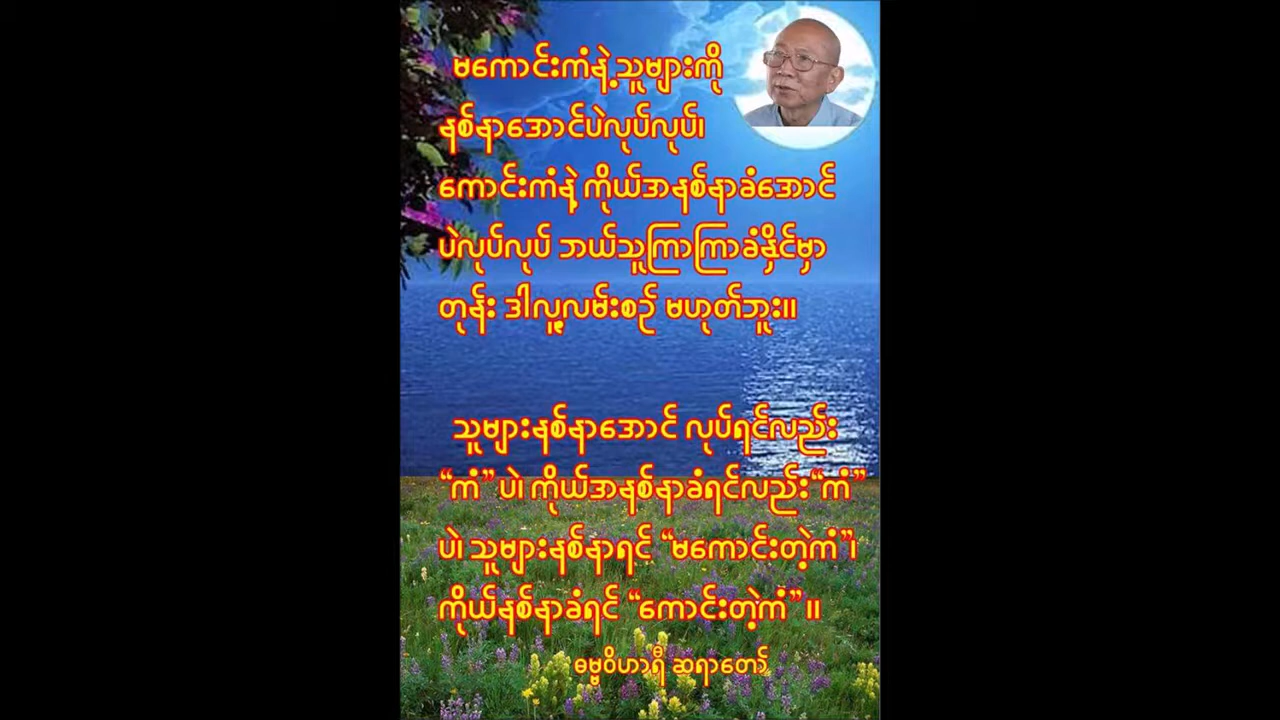 မကောင်းကံနဲ့သူများကို
နစ်နာအောင်ပဲလုပ်လုပ်၊
ကောင်းကံနဲ့ ကိုယ်အနစ်နာခံအောင်
ပဲလုပ်လုပ် ဘယ်သူကြာကြာခံနိုင်မှာ
တုန်း ဒါလူ့လမ်းစဉ် မဟုတ်ဘူး။
သူများနစ်နာအောင် လုပ်ရင်လည်း
“ကံ”ပဲ၊ ကိုယ်အနစ်နာခံရင်လည်း“ကံ”
ပဲ၊ သူများနစ်နာရင် “မကောင်းတဲ့ကံ”၊
ကိုယ်နစ်နာခံရင် “ကောင်းတဲ့ကံ”။
ဓမ္မဝိဟာရီ ဆရာတော်